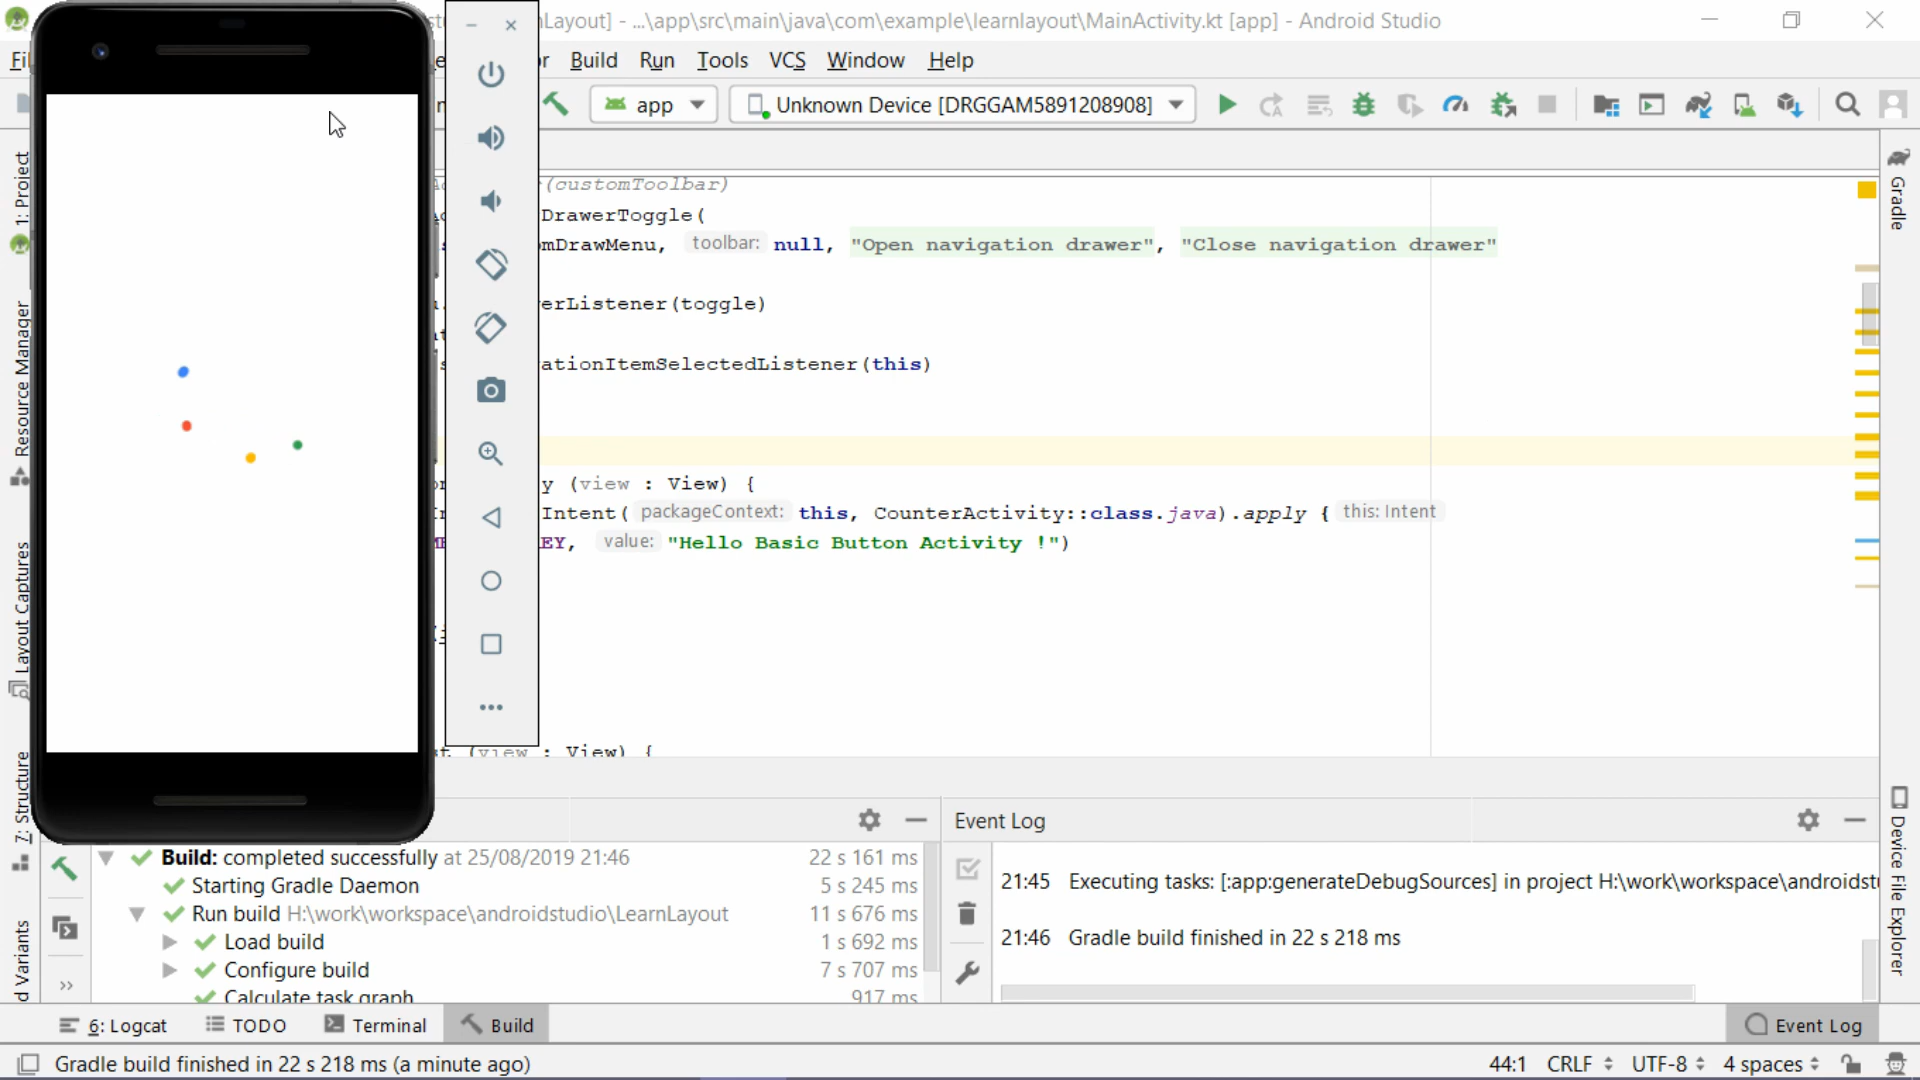 Layout] - ...\app\src\main\java\com\example\learnlayout\MainActivity.kt [app] - Android Studio
Build Run Tools VCS Window Help
app Unknown Device [DRGGAM5891208908]
1: Project
Resource Manager
Layout Captures
7: Structure
d Variants
(customToolbar)
DrawerToggle(
mDrawMenu, toolbar: null, "Open navigation drawer", "Close navigation drawer"
erListener(toggle)
ationItemSelectedListener(this)
y (view : View) {
Intent( packageContext: this, CounterActivity::class.java).apply { this: Intent
EY, value: "Hello Basic Button Activity !")
(view : View) {
Gradle
Device File Explorer
Build: completed successfully at 25/08/2019 21:46 22 s 161 ms
Starting Gradle Daemon 5 s 245 ms
Run build H:\work\workspace\androidstudio\LearnLayout 11 s 676 ms
Load build 1 s 692 ms
Configure build 7 s 707 ms
Calculate task graph 917 ms
Event Log
21:45 Executing tasks: [:app:generateDebugSources] in project H:\work\workspace\androidstu
21:46 Gradle build finished in 22 s 218 ms
6: Logcat TODO Terminal Build Event Log
Gradle build finished in 22 s 218 ms (a minute ago) 44:1 CRLF UTF-8 4 spaces